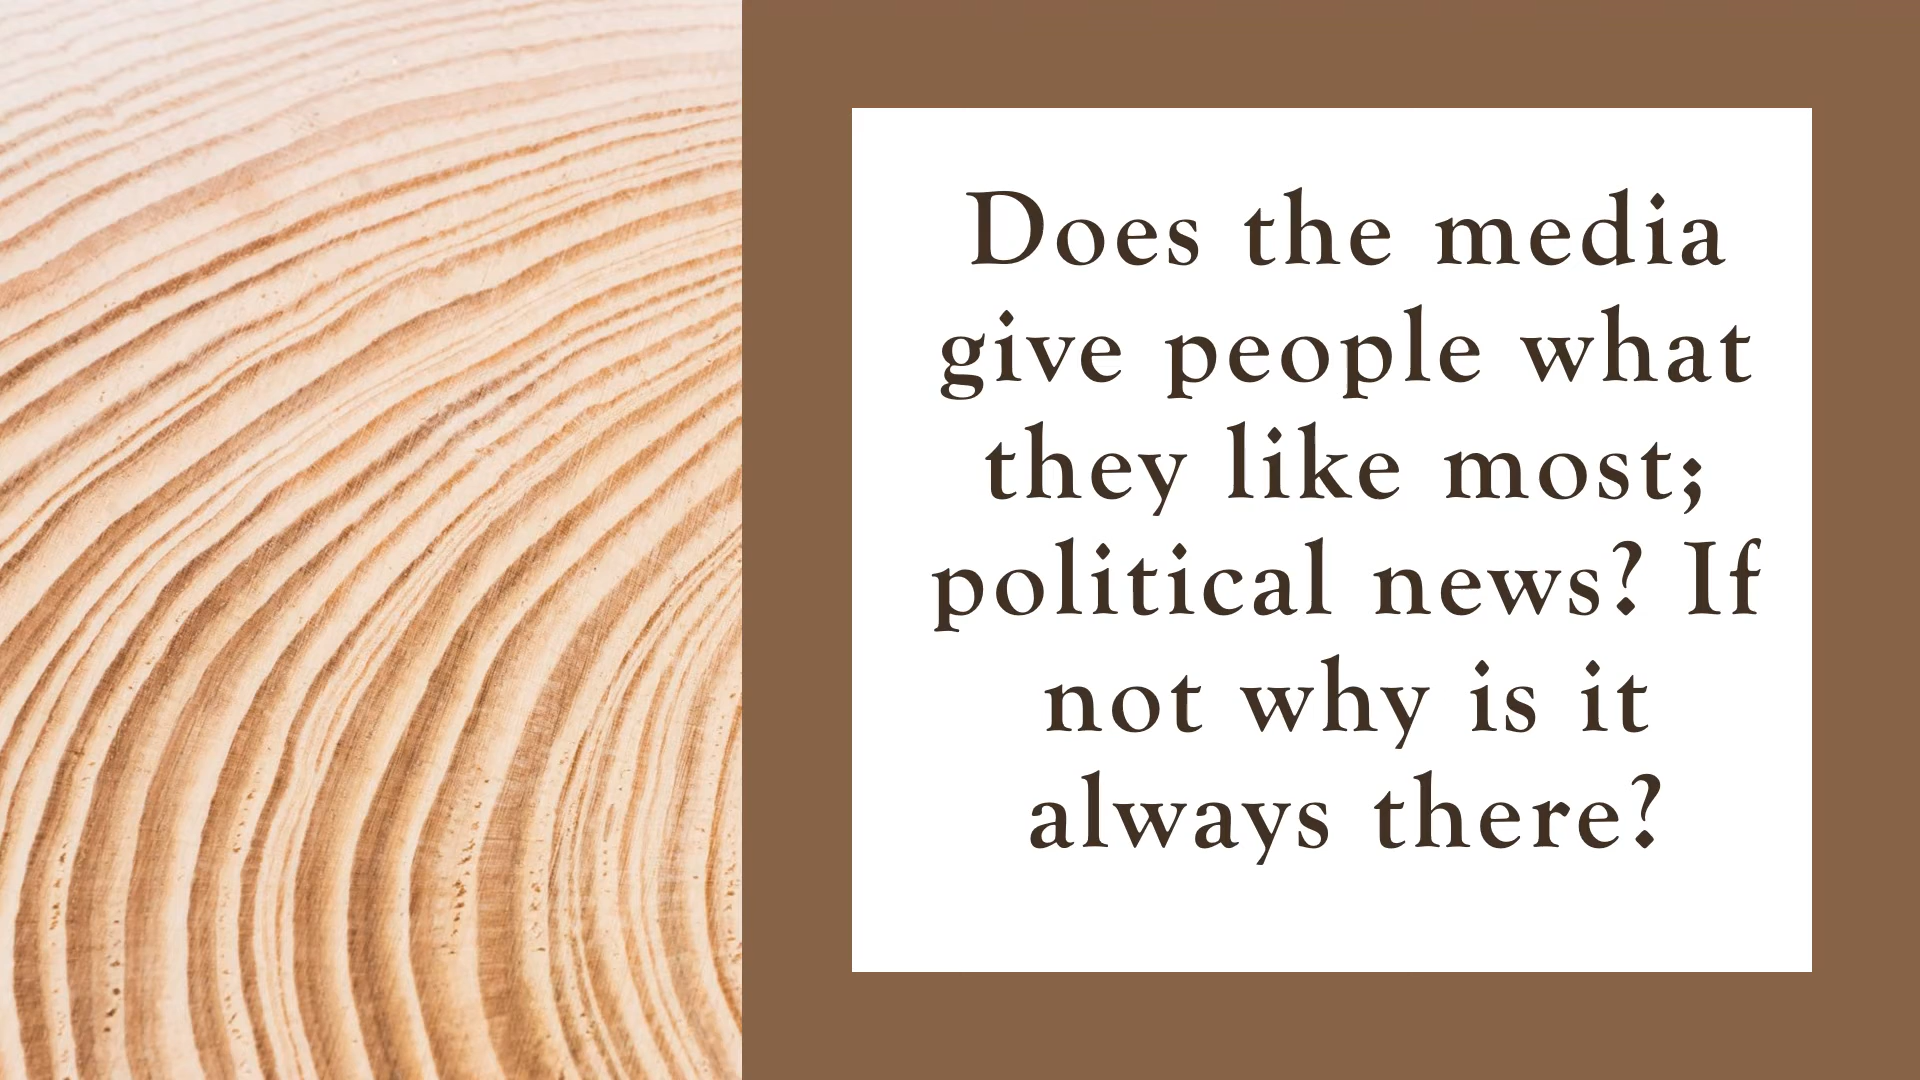 Does the media
give people what
they like most;
political news? If
not why is it
always there?